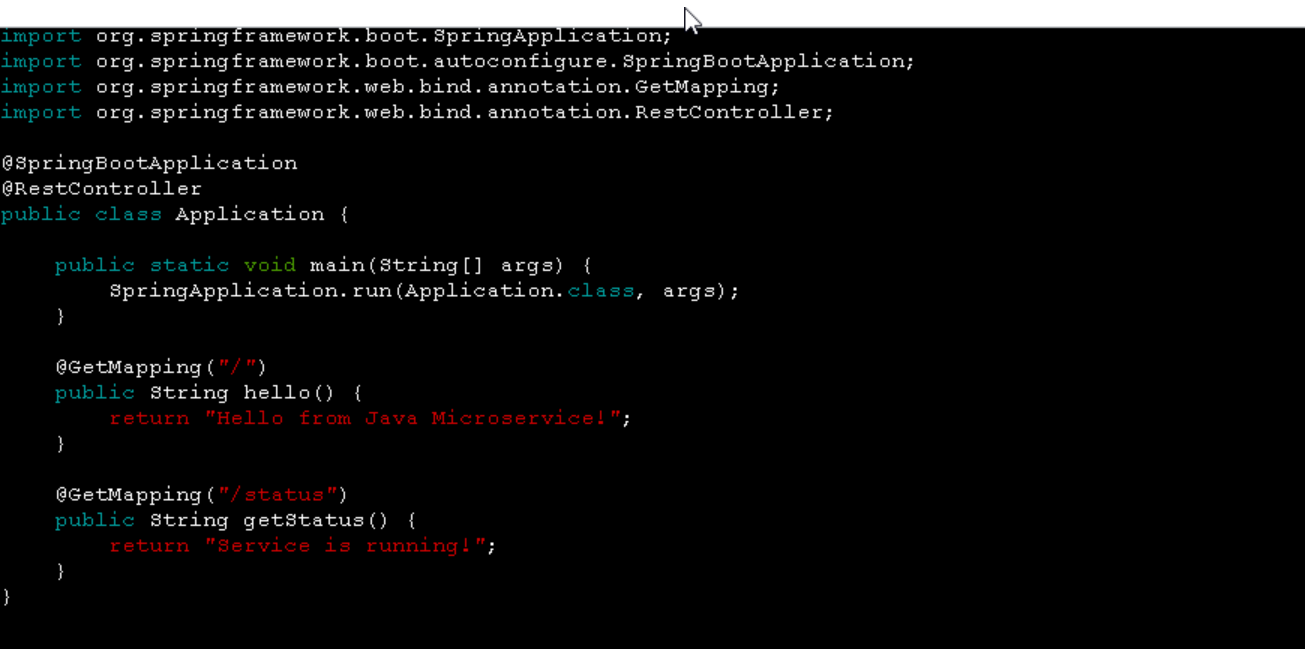 import org.springframework.boot.SpringApplication;
import org.springframework.boot.autoconfigure.SpringBootApplication;
import org.springframework.web.bind.annotation.GetMapping;
import org.springframework.web.bind.annotation.RestController;
@SpringBootApplication
@RestController
public class Application {
public static void main(String[] args) {
SpringApplication.run(Application.class, args);
}
@GetMapping("/")
public String hello() {
return "Hello from Java Microservice!";
}
@GetMapping("/status")
public String getStatus() {
return "Service is running!";
}
}